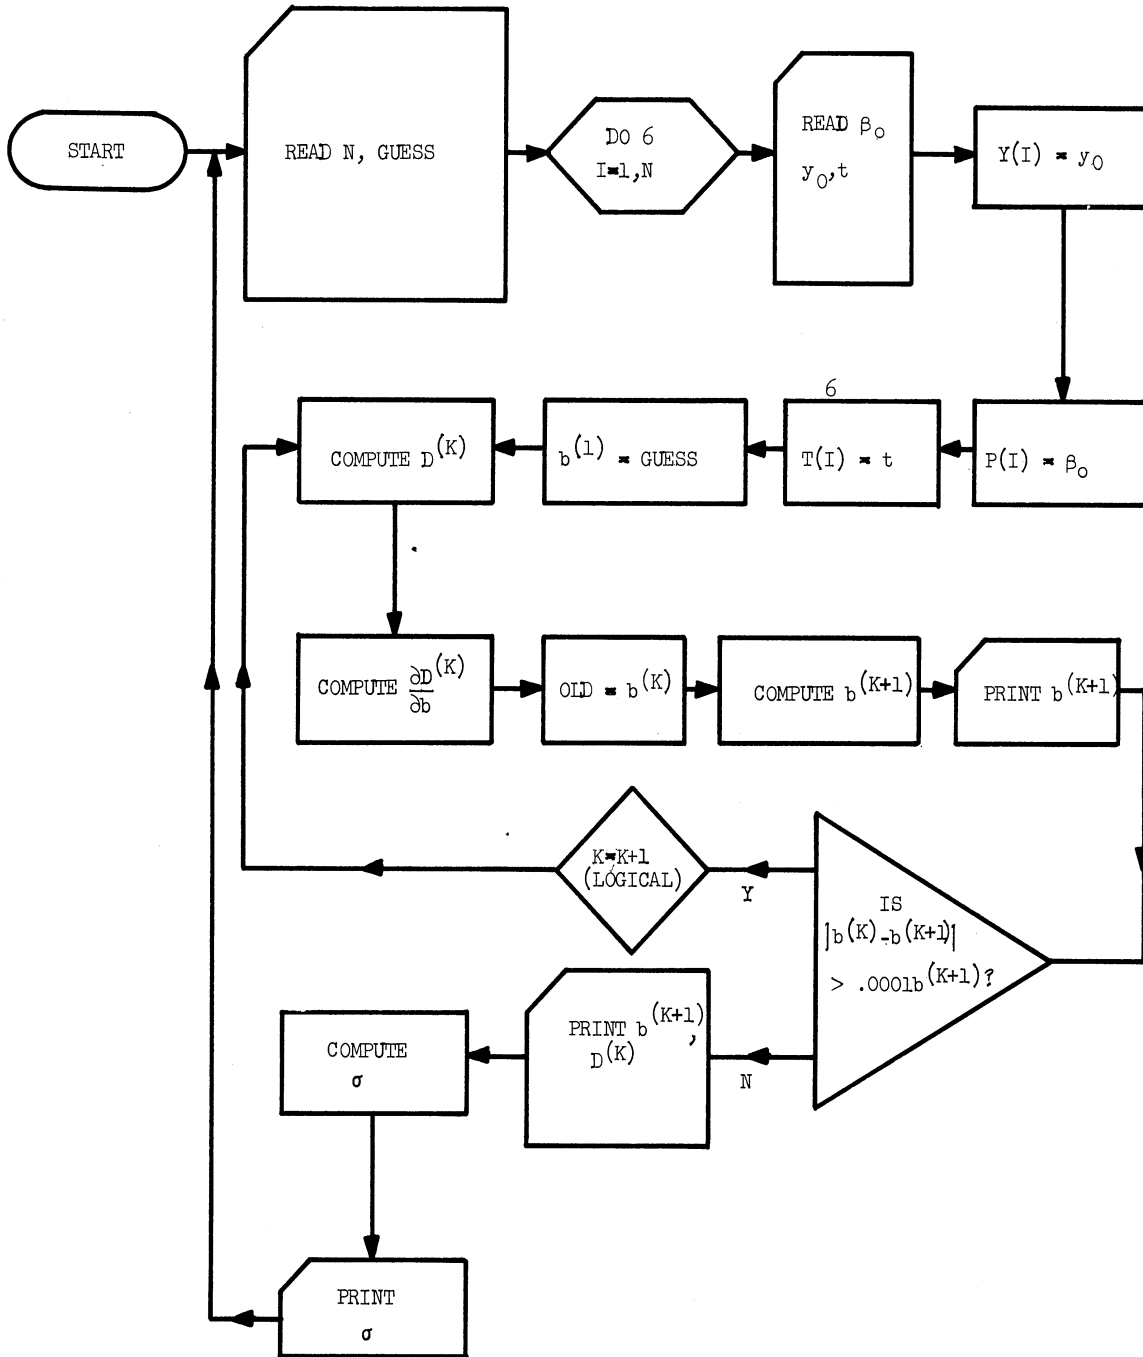 START
READ N, GUESS
DO 6
I=1,N
READ β₀
y₀,t
Y(I) = y₀
P(I) = β₀
6
T(I) = t
b⁽¹⁾ = GUESS
COMPUTE D⁽ᴷ⁾
COMPUTE ∂D⁽ᴷ⁾
∂b
OLD = b⁽ᴷ⁾
COMPUTE b⁽ᴷ⁺¹⁾
PRINT b⁽ᴷ⁺¹⁾
IS
|b(K)-b(K+1)|
> .0001b⁽ᴷ⁺¹⁾?
Y
K=K+1
(LOGICAL)
N
PRINT b⁽ᴷ⁺¹⁾,
D⁽ᴷ⁾
COMPUTE
σ
PRINT
σ